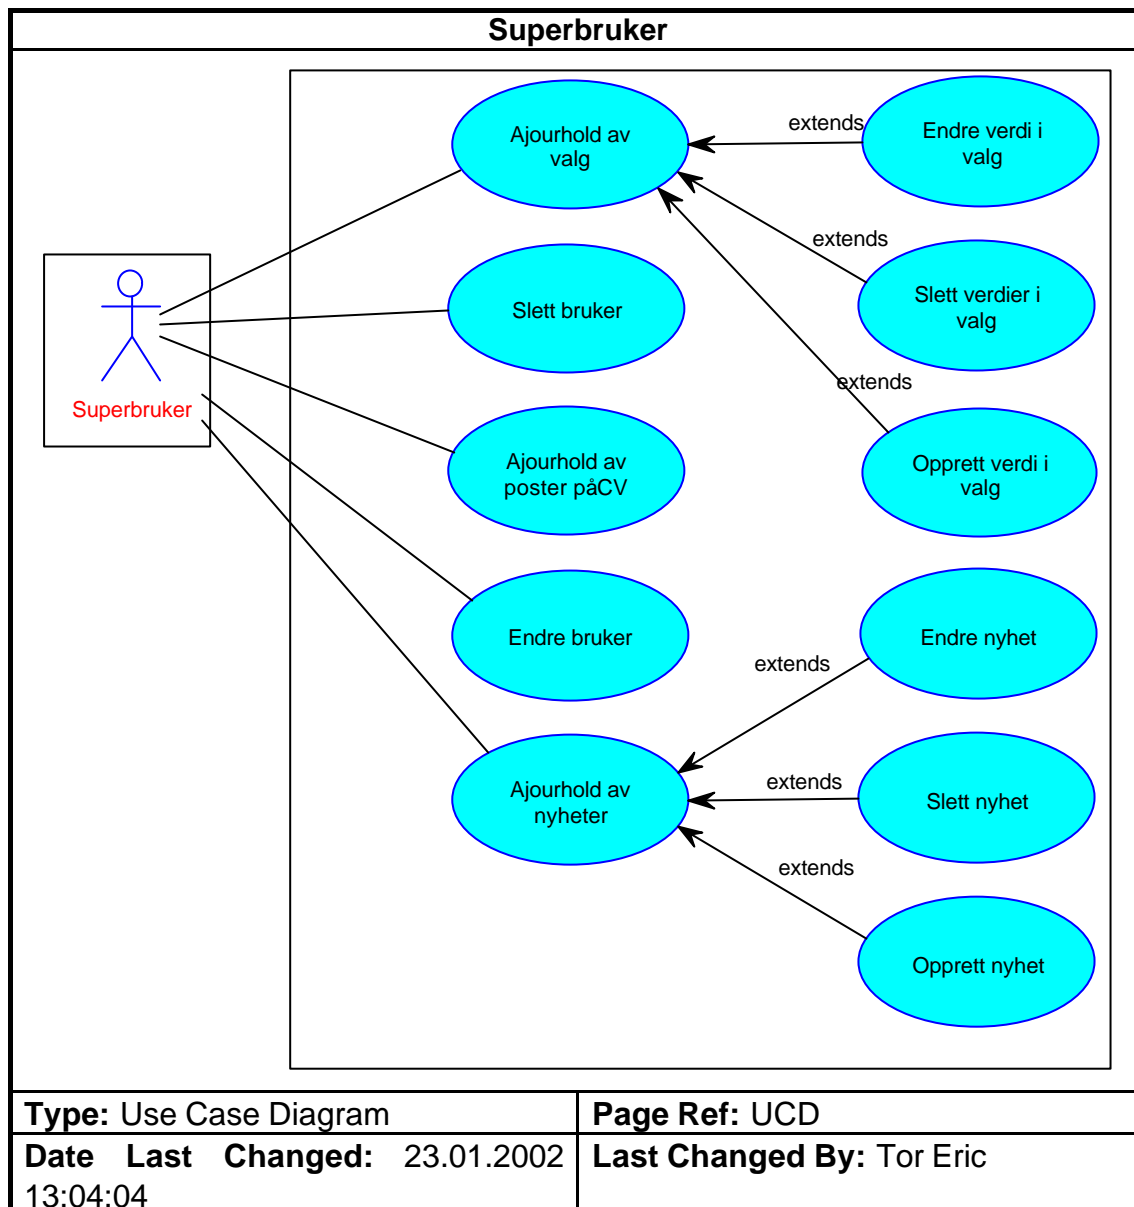 Superbruker
Ajourhold av
valg
extends
Endre verdi i
valg
extends
Slett verdier i
valg
Slett bruker
extends
Superbruker
Ajourhold av
poster påCV
Opprett verdi i
valg
Endre bruker
Endre nyhet
extends
Ajourhold av
nyheter
extends
Slett nyhet
extends
Opprett nyhet
Type: Use Case Diagram
Page Ref: UCD
Date Last Changed: 23.01.2002
13:04:04
Last Changed By: Tor Eric